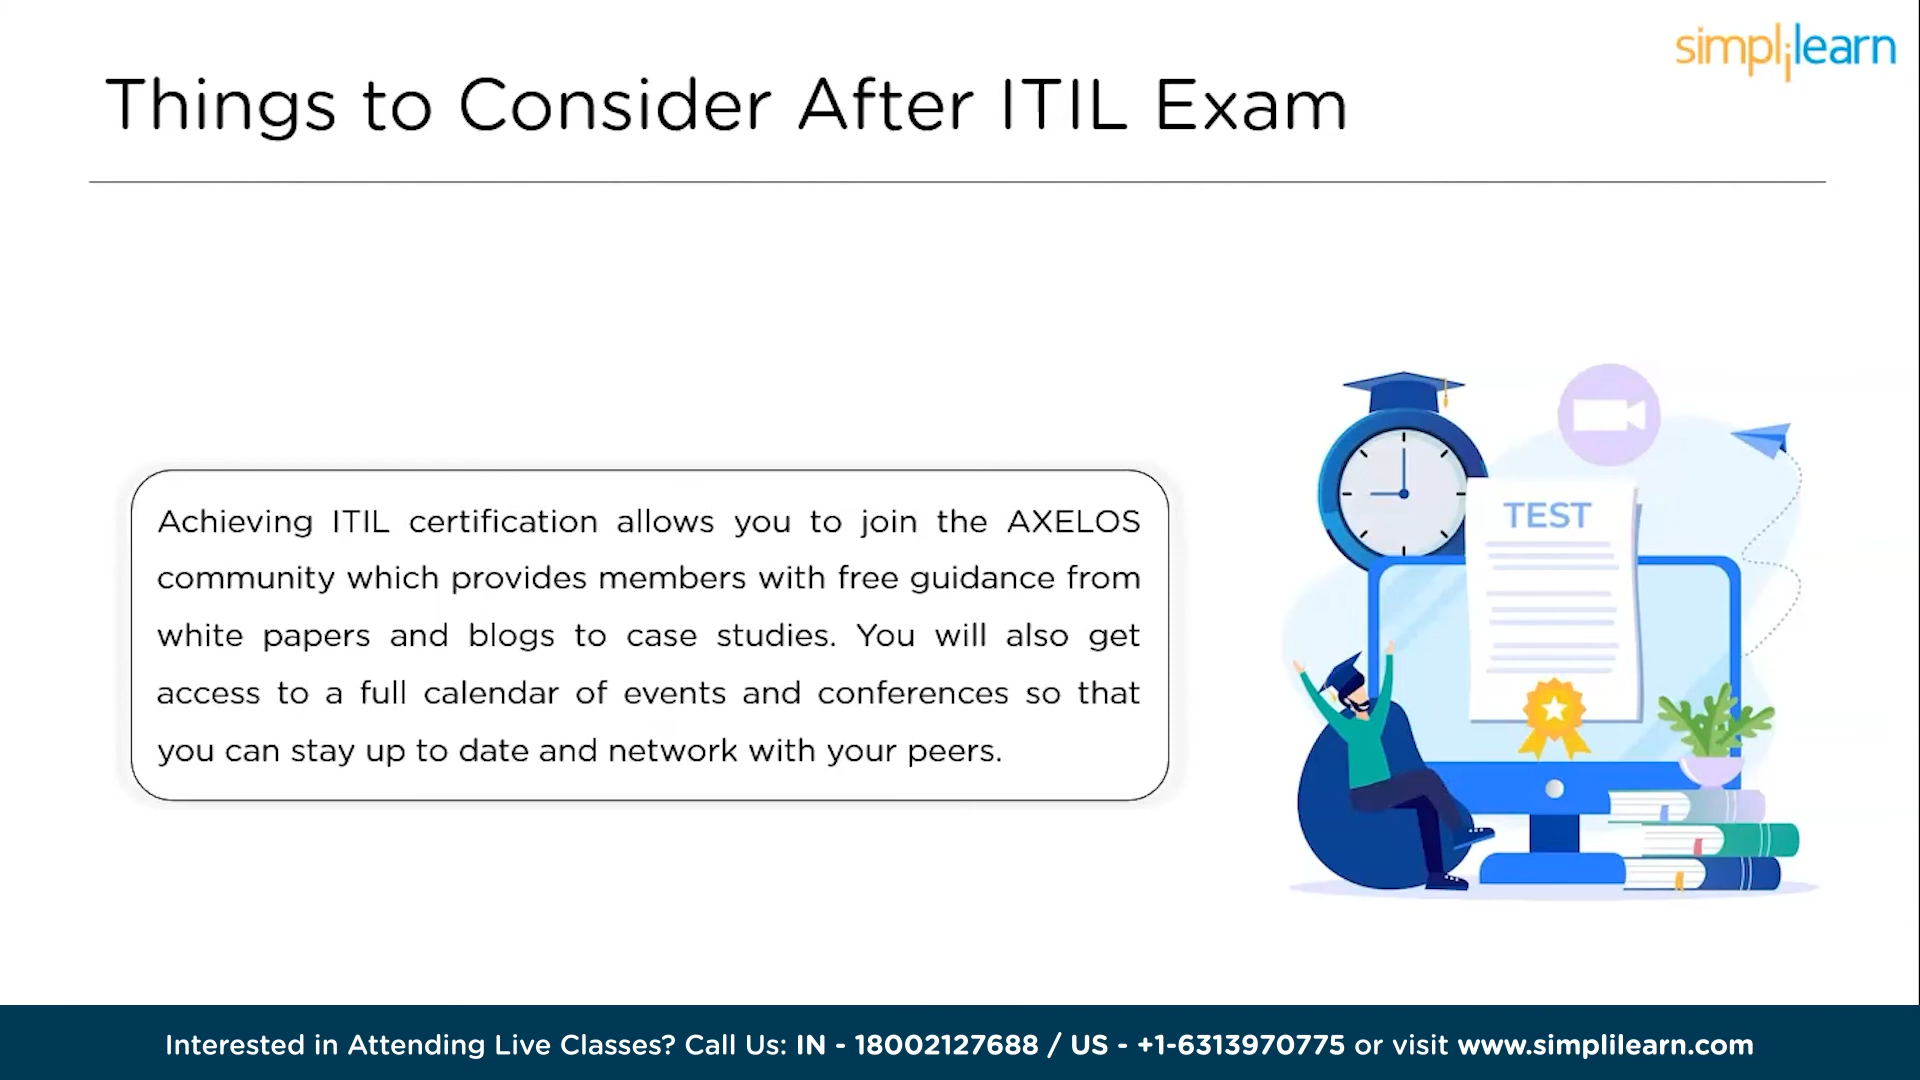 simplilearn
Things to Consider After ITIL Exam
Achieving ITIL certification allows you to join the AXELOS
community which provides members with free guidance from
white papers and blogs to case studies. You will also get
access to a full calendar of events and conferences so that
you can stay up to date and network with your peers.
TEST
Interested in Attending Live Classes? Call Us: IN - 18002127688 / US - +1-6313970775 or visit www.simplilearn.com